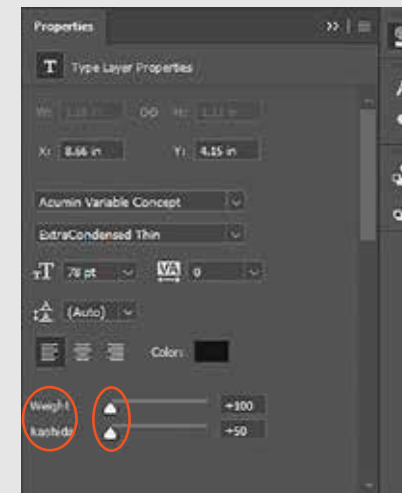 Properties
T Type Layer Properties
W: H:
X: 8.66 in Y: 4.15 in
Acumin Variable Concept
ExtraCondensed Thin
78 pt VA 0
(Auto)
Color:
Weight +100
kashida +50